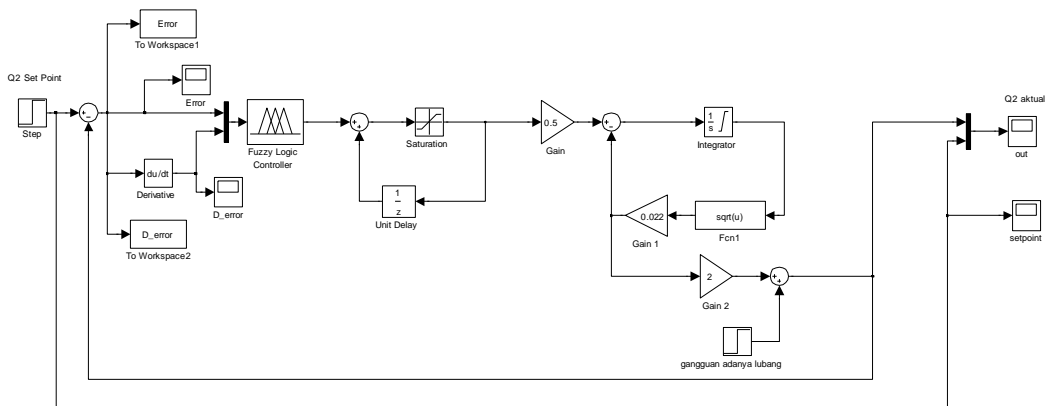 Error
To Workspace1
Q2 Set Point
Step
Error
Fuzzy Logic
Controller
du/dt
Derivative
D_error
D_error
To Workspace2
Saturation
1
z
Unit Delay
0.5
Gain
1
s
Integrator
0.022
Gain 1
sqrt(u)
Fcn1
2
Gain 2
gangguan adanya lubang
Q2 aktual
out
setpoint